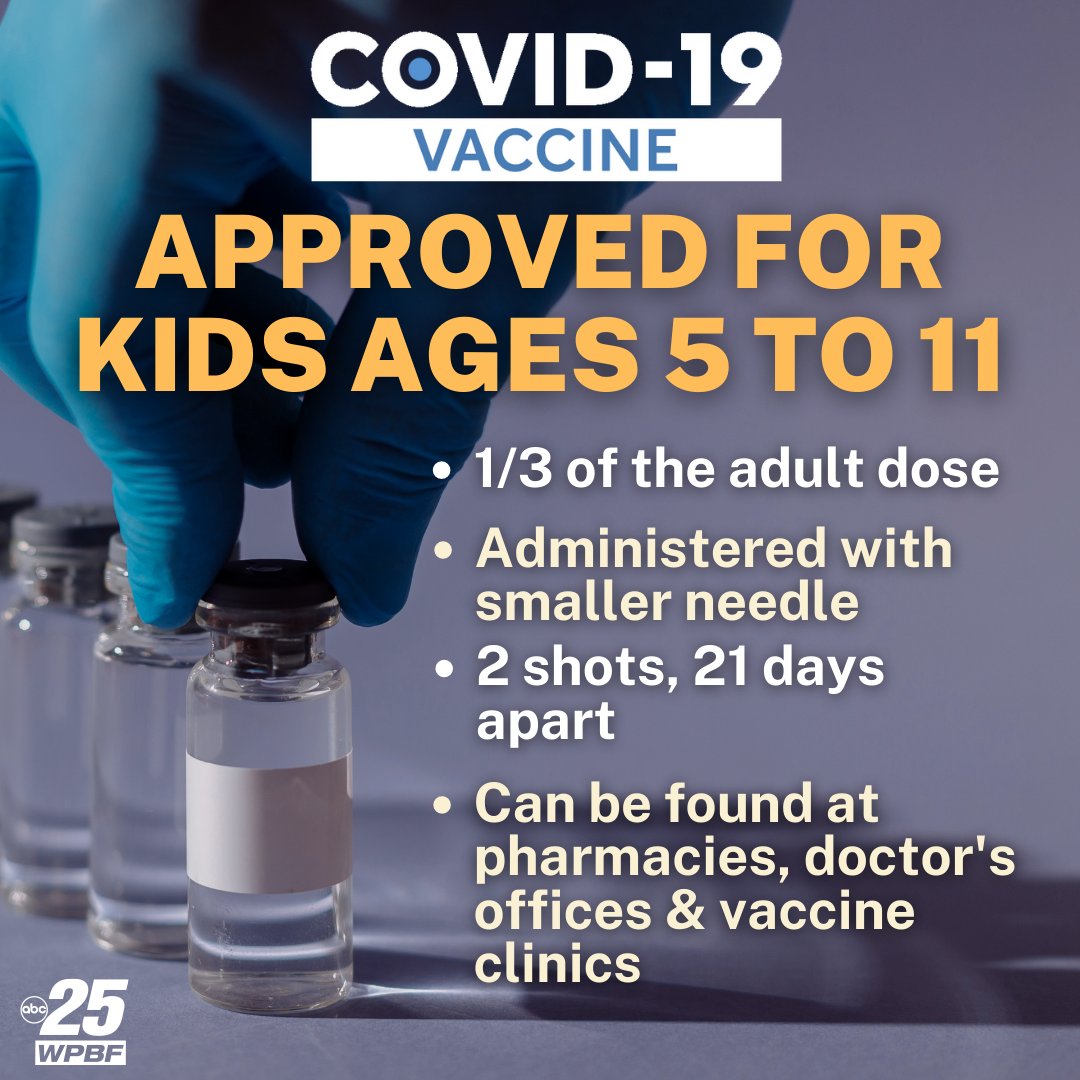 COVID-19
VACCINE
APPROVED FOR
KIDS AGES 5 TO 11
• 1/3 of the adult dose
• Administered with
smaller needle
• 2 shots, 21 days
apart
• Can be found at
pharmacies, doctor's
offices & vaccine
clinics
abc 25
WPBF